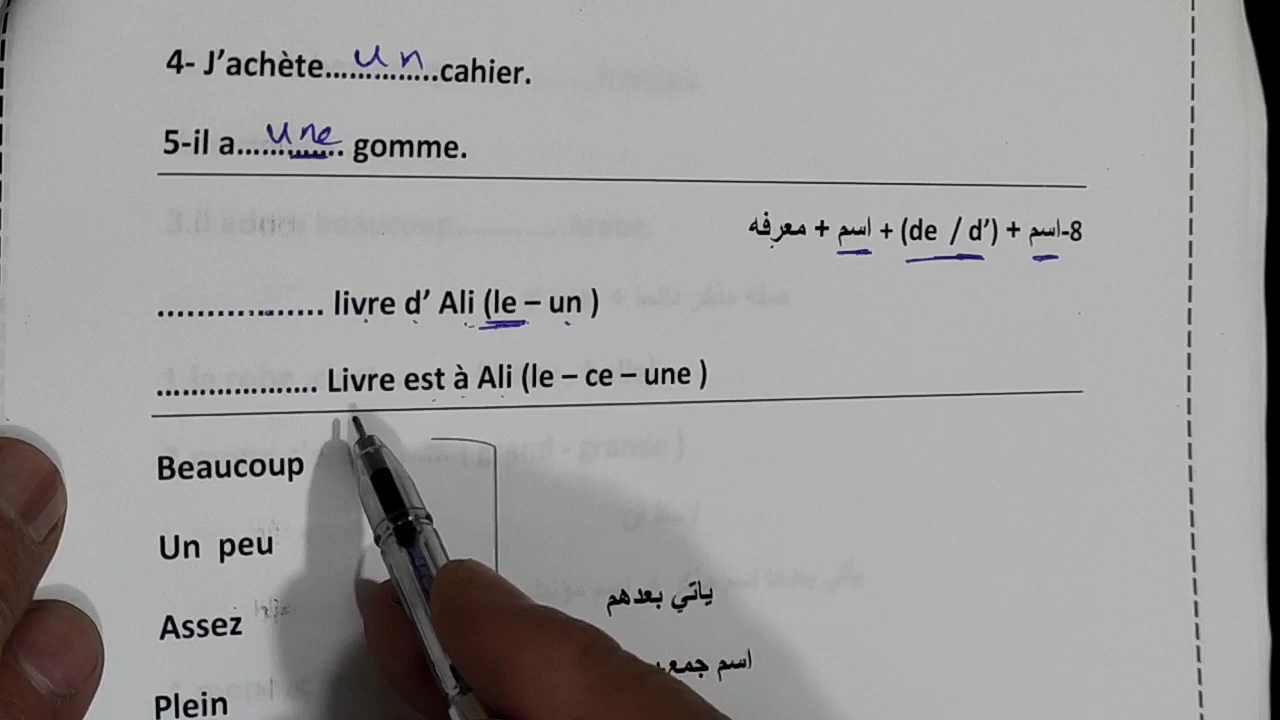 4- J'achète.....un........cahier.
5-il a......une...... gomme.
8-اسم + (de / d') + اسم + معرفه
................. livre d' Ali (le – un )
.................... Livre est à Ali (le – ce – une )
Beaucoup
Un peu
Assez
Plein
ياتي بعدهم
اسم جمع